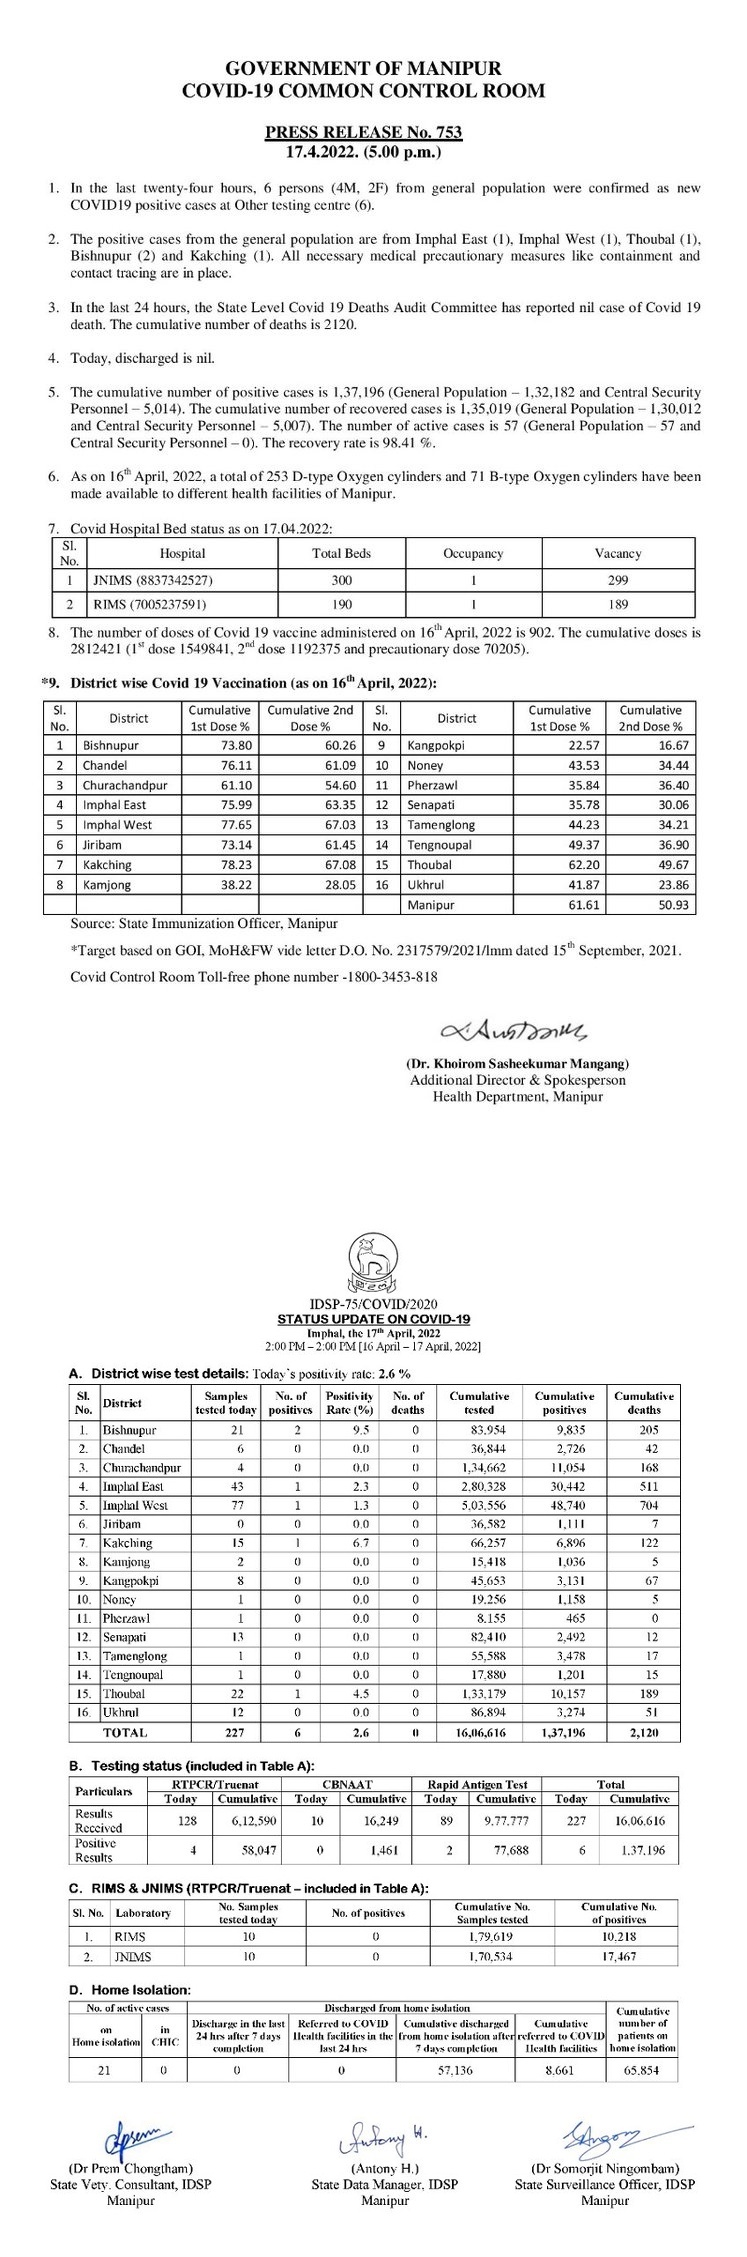 GOVERNMENT OF MANIPUR
COVID-19 COMMON CONTROL ROOM
PRESS RELEASE No. 753
17.4.2022. (5.00 p.m.)
1. In the last twenty-four hours, 6 persons (4M, 2F) from general population were confirmed as new
COVID19 positive cases at Other testing centre (6).
2. The positive cases from the general population are from Imphal East (1), Imphal West (1), Thoubal (1),
Bishnupur (2) and Kakching (1). All necessary medical precautionary measures like containment and
contact tracing are in place.
3. In the last 24 hours, the State Level Covid 19 Deaths Audit Committee has reported nil case of Covid 19
death. The cumulative number of deaths is 2120.
4. Today, discharged is nil.
5. The cumulative number of positive cases is 1,37,196 (General Population – 1,32,182 and Central Security
Personnel – 5,014). The cumulative number of recovered cases is 1,35,019 (General Population – 1,30,012
and Central Security Personnel – 5,007). The number of active cases is 57 (General Population – 57 and
Central Security Personnel – 0). The recovery rate is 98.41 %.
6. As on 16th April, 2022, a total of 253 D-type Oxygen cylinders and 71 B-type Oxygen cylinders have been
made available to different health facilities of Manipur.
7. Covid Hospital Bed status as on 17.04.2022:
Sl. No. Hospital Total Beds Occupancy Vacancy
1 JNIMS (8837342527) 300 1 299
2 RIMS (7005237591) 190 1 189
8. The number of doses of Covid 19 vaccine administered on 16th April, 2022 is 902. The cumulative doses is
2812421 (1st dose 1549841, 2nd dose 1192375 and precautionary dose 70205).
*9. District wise Covid 19 Vaccination (as on 16th April, 2022):
Sl. No. District Cumulative 1st Dose % Cumulative 2nd Dose % Sl. No. District Cumulative 1st Dose % Cumulative 2nd Dose %
1 Bishnupur 73.80 60.26 9 Kangpokpi 22.57 16.67
2 Chandel 76.11 61.09 10 Noney 43.53 34.44
3 Churachandpur 61.10 54.60 11 Pherzawl 35.84 36.40
4 Imphal East 75.99 63.35 12 Senapati 35.78 30.06
5 Imphal West 77.65 67.03 13 Tamenglong 44.23 34.21
6 Jiribam 73.14 61.45 14 Tengnoupal 49.37 36.90
7 Kakching 78.23 67.08 15 Thoubal 62.20 49.67
8 Kamjong 38.22 28.05 16 Ukhrul 41.87 23.86
Manipur 61.61 50.93
Source: State Immunization Officer, Manipur
*Target based on GOI, MoH&FW vide letter D.O. No. 2317579/2021/Imm dated 15th September, 2021.
Covid Control Room Toll-free phone number -1800-3453-818
(Dr. Khoirom Sasheekumar Mangang)
Additional Director & Spokesperson
Health Department, Manipur
IDSP-75/COVID/2020
STATUS UPDATE ON COVID-19
Imphal, the 17th April, 2022
2:00 PM – 2:00 PM [16 April – 17 April, 2022]
A. District wise test details: Today's positivity rate: 2.6 %
Sl. No. District Samples tested today No. of positives Positivity Rate (%) No. of deaths Cumulative tested Cumulative positives Cumulative deaths
1. Bishnupur 21 2 9.5 0 83,954 9,835 205
2. Chandel 6 0 0.0 0 36,844 2,726 42
3. Churachandpur 4 0 0.0 0 1,34,662 11,054 168
4. Imphal East 43 1 2.3 0 2,80,328 30,442 511
5. Imphal West 77 1 1.3 0 5,03,556 48,740 704
6. Jiribam 0 0 0.0 0 36,582 1,111 7
7. Kakching 15 1 6.7 0 66,257 6,896 122
8. Kamjong 2 0 0.0 0 15,418 1,036 5
9. Kangpokpi 8 0 0.0 0 45,653 3,131 67
10. Noney 1 0 0.0 0 19,256 1,158 5
11. Pherzawl 1 0 0.0 0 8,155 465 0
12. Senapati 13 0 0.0 0 82,410 2,492 12
13. Tamenglong 1 0 0.0 0 55,588 3,478 17
14. Tengnoupal 1 0 0.0 0 17,880 1,201 15
15. Thoubal 22 1 4.5 0 1,33,179 10,157 189
16. Ukhrul 12 0 0.0 0 86,894 3,274 51
TOTAL 227 6 2.6 0 16,06,616 1,37,196 2,120
B. Testing status (included in Table A):
Particulars RTPCR/Truenat CBNAAT Rapid Antigen Test Total
Today Cumulative Today Cumulative Today Cumulative Today Cumulative
Results Received 128 6,12,590 10 16,249 89 9,77,777 227 16,06,616
Positive Results 4 58,047 0 1,461 2 77,688 6 1,37,196
C. RIMS & JNIMS (RTPCR/Truenat – included in Table A):
Sl. No. Laboratory No. Samples tested today No. of positives Cumulative No. Samples tested Cumulative No. of positives
1. RIMS 10 0 1,79,619 10,218
2. JNIMS 10 0 1,70,534 17,467
D. Home Isolation:
No. of active cases Discharged from home isolation Cumulative number of patients on home isolation
on Home isolation in CHIC Discharge in the last 24 hrs after 7 days completion Referred to COVID Health facilities in the last 24 hrs Cumulative discharged from home isolation after 7 days completion Cumulative referred to COVID Health facilities
21 0 0 0 57,136 8,661 65,854
Antony H.
(Dr Prem Chongtham) (Antony H.) (Dr Somorjit Ningombam)
State Vety. Consultant, IDSP State Data Manager, IDSP State Surveillance Officer, IDSP
Manipur Manipur Manipur